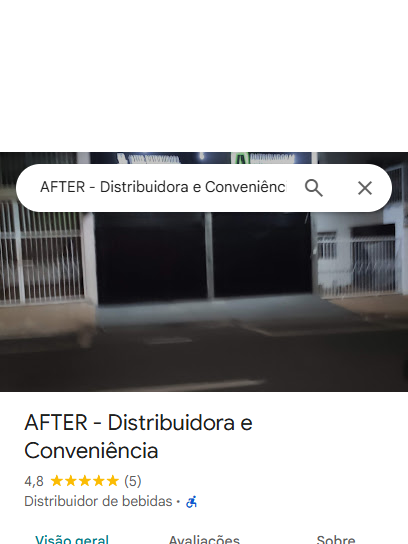 AFTER - Distribuidora e Conveniênc
AFTER - Distribuidora e
Conveniência
4,8 (5)
Distribuidor de bebidas ·
Visão geral
Avaliações
Sobre